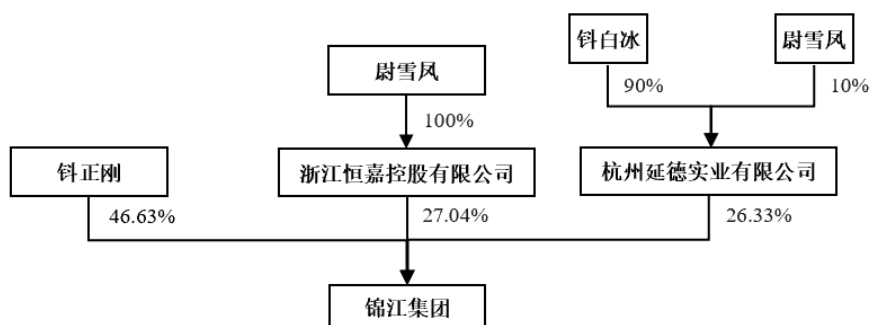 钭白冰
尉雪凤
尉雪凤
90%
10%
100%
钭正刚
浙江恒嘉控股有限公司
杭州延德实业有限公司
46.63%
27.04%
26.33%
锦江集团